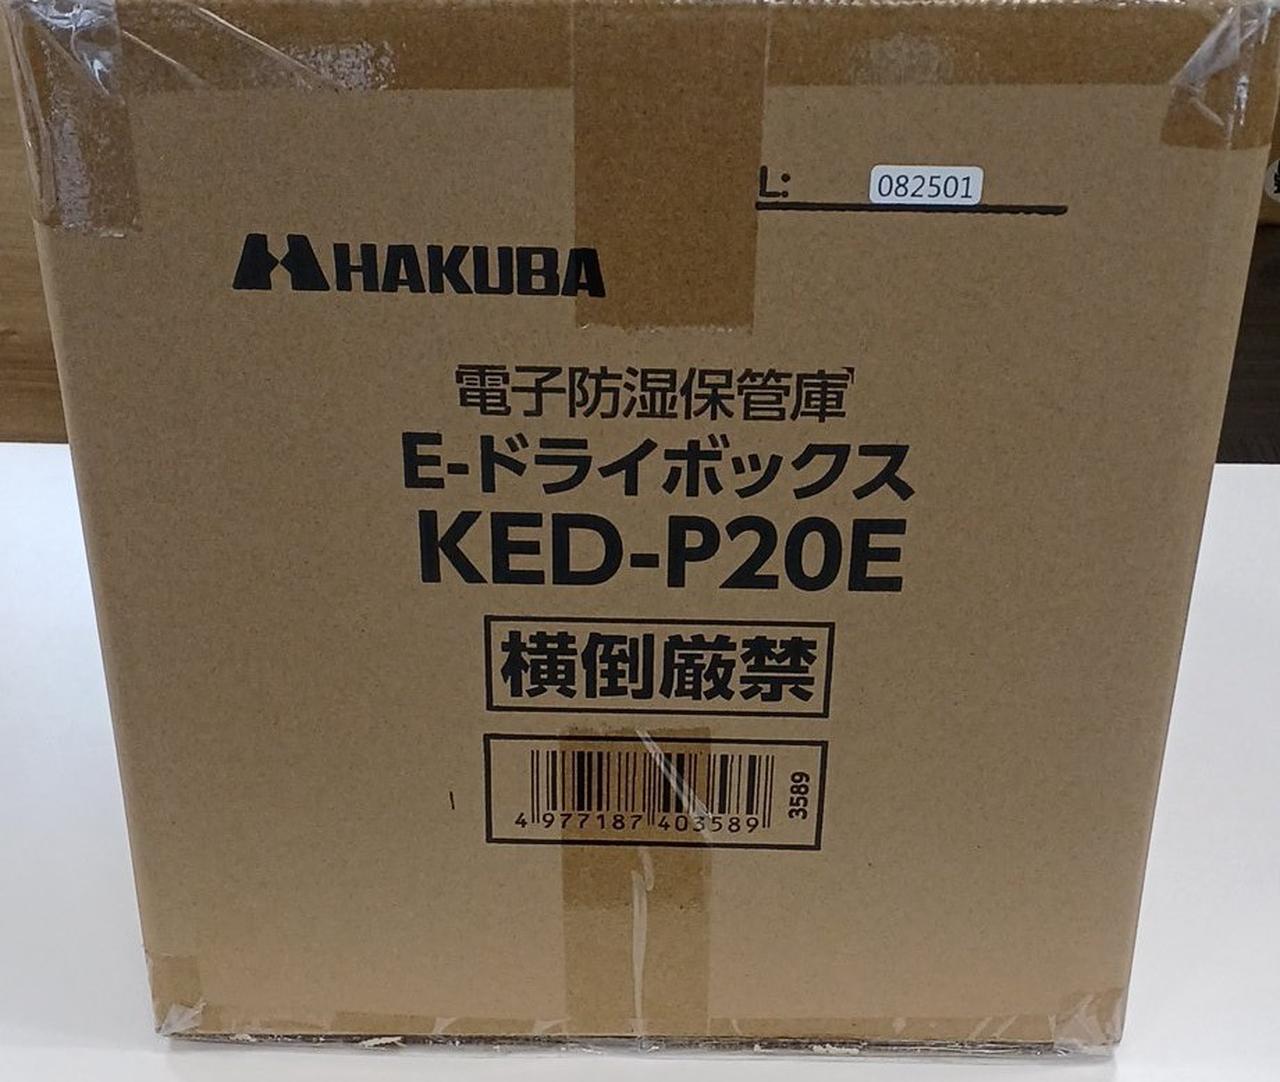 L: 082501
HAKUBA
電子防湿保管庫
E-ドライボックス
KED-P20E
横倒厳禁
4 977187 403589
3589